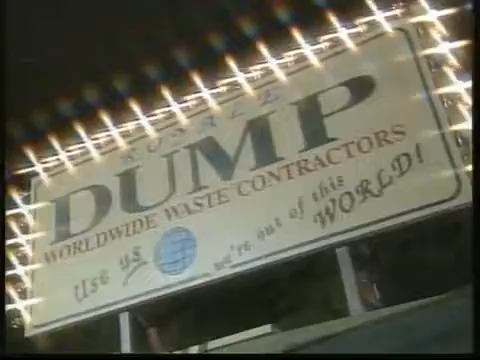 DUMP
WORLDWIDE WASTE CONTRACTORS
Use us we're out of this
WORLD!